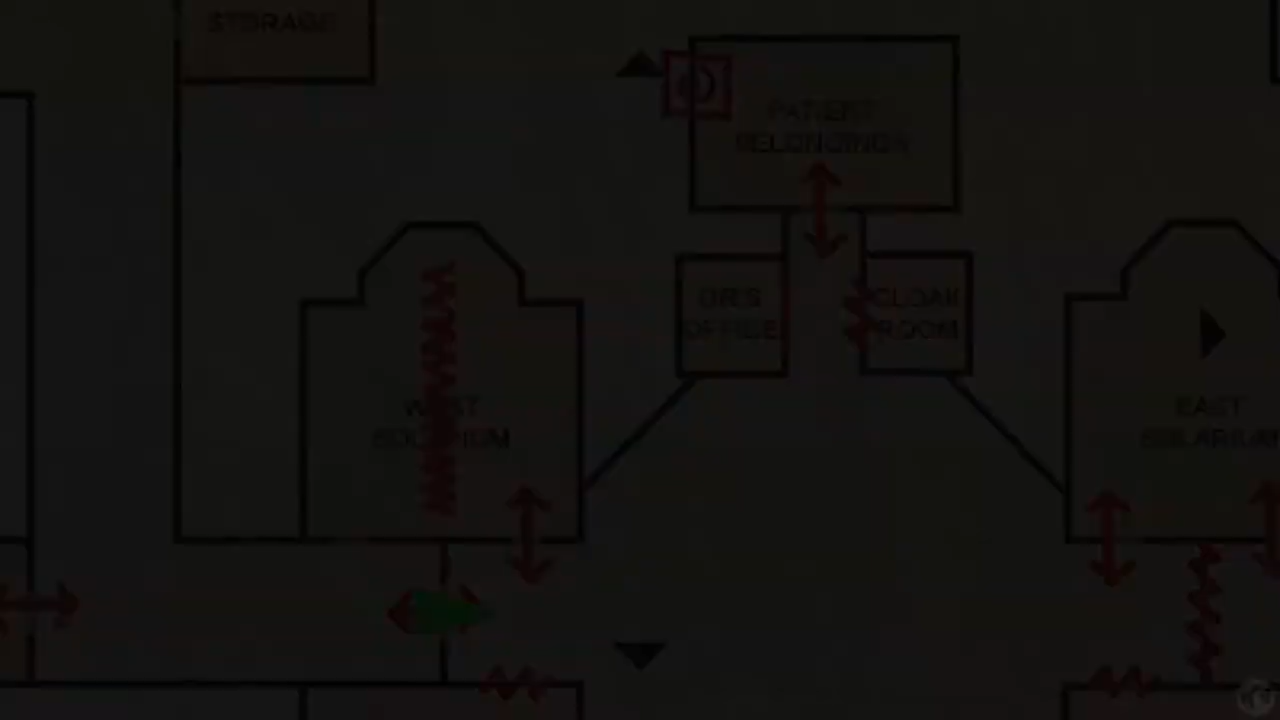 STORAGE
PATIENT
BELONGINGS
DR'S
OFFICE
CLOAK
ROOM
WEST
SOLARIUM
EAST
SOLARIUM